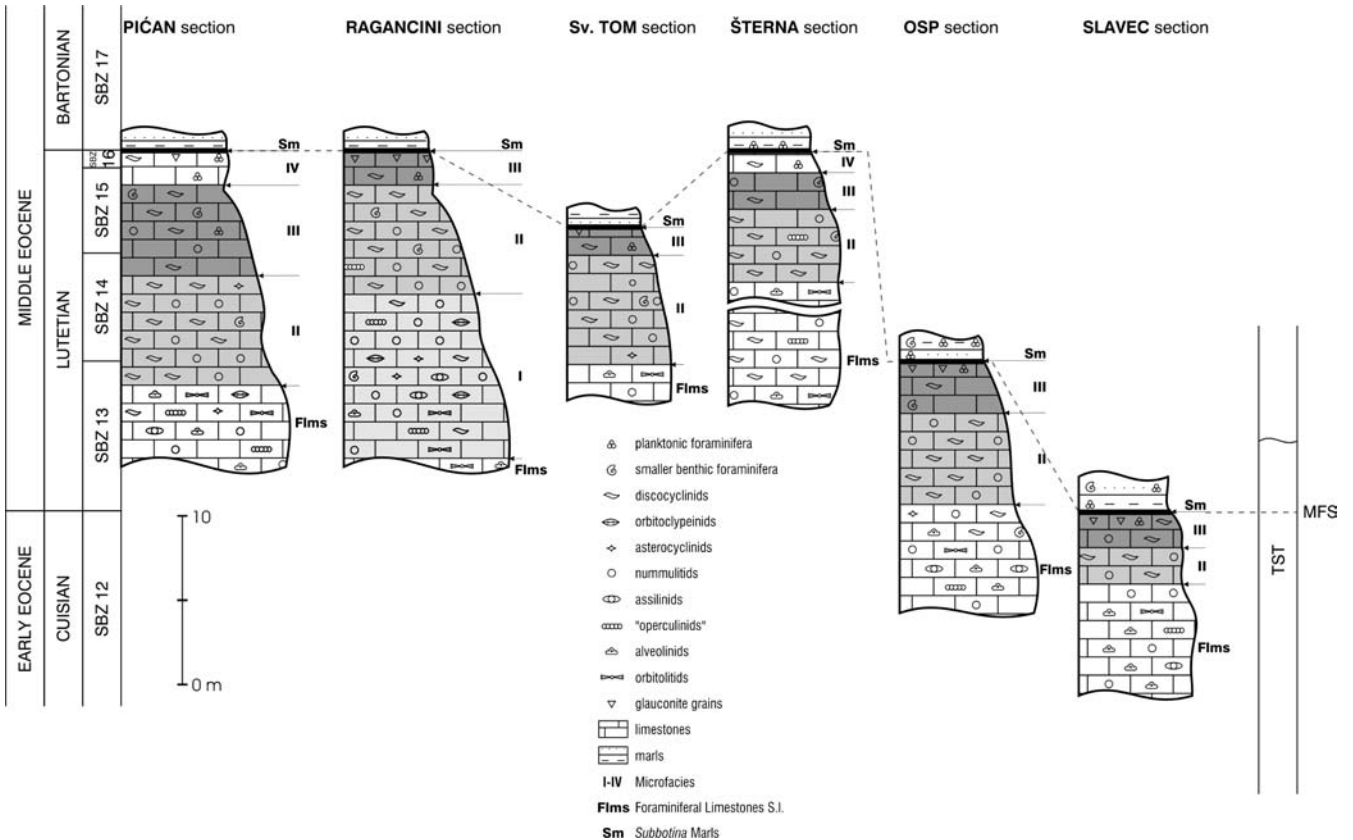 PIĆAN section
RAGANCINI section
Sv. TOM section
ŠTERNA section
OSP section
SLAVEC section
MIDDLE EOCENE
EARLY EOCENE
BARTONIAN
LUTETIAN
CUISIAN
SBZ 17
SBZ 16
SBZ 15
SBZ 14
SBZ 13
SBZ 12
Sm
IV
III
II
Flms
Sm
III
II
I
Flms
Sm
III
II
Flms
Sm
IV
III
II
Flms
Sm
III
II
Flms
Sm
III
II
Flms
TST
MFS
10
0 m
planktonic foraminifera
smaller benthic foraminifera
discocyclinids
orbitoclypeinids
asterocyclinids
nummulitids
assilinids
"operculinids"
alveolinids
orbitolitids
glauconite grains
limestones
marls
I-IV Microfacies
Flms Foraminiferal Limestones S.l.
Sm Subbotina Marls